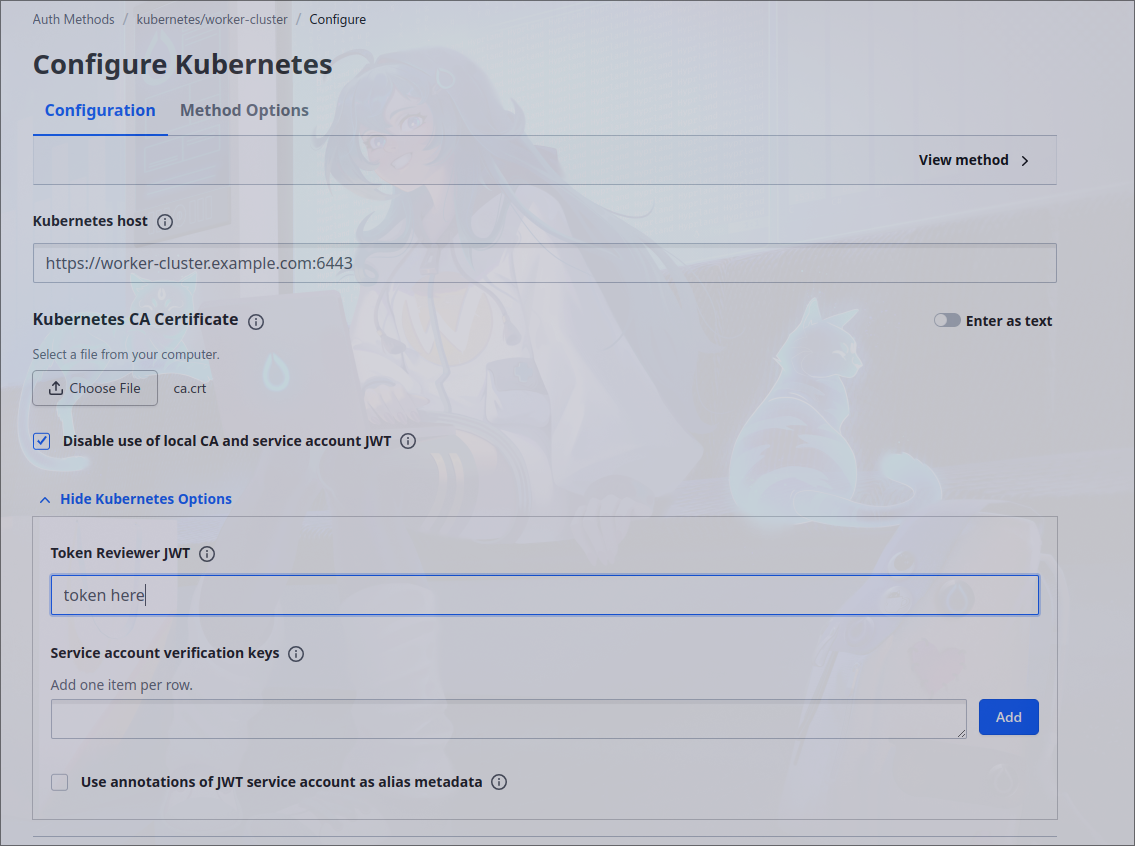 Auth Methods / kubernetes/worker-cluster / Configure
Configure Kubernetes
Configuration Method Options
View method
Kubernetes host
https://worker-cluster.example.com:6443
Kubernetes CA Certificate
Enter as text
Select a file from your computer.
Choose File ca.crt
Disable use of local CA and service account JWT
Hide Kubernetes Options
Token Reviewer JWT
token here
Service account verification keys
Add one item per row.
Add
Use annotations of JWT service account as alias metadata